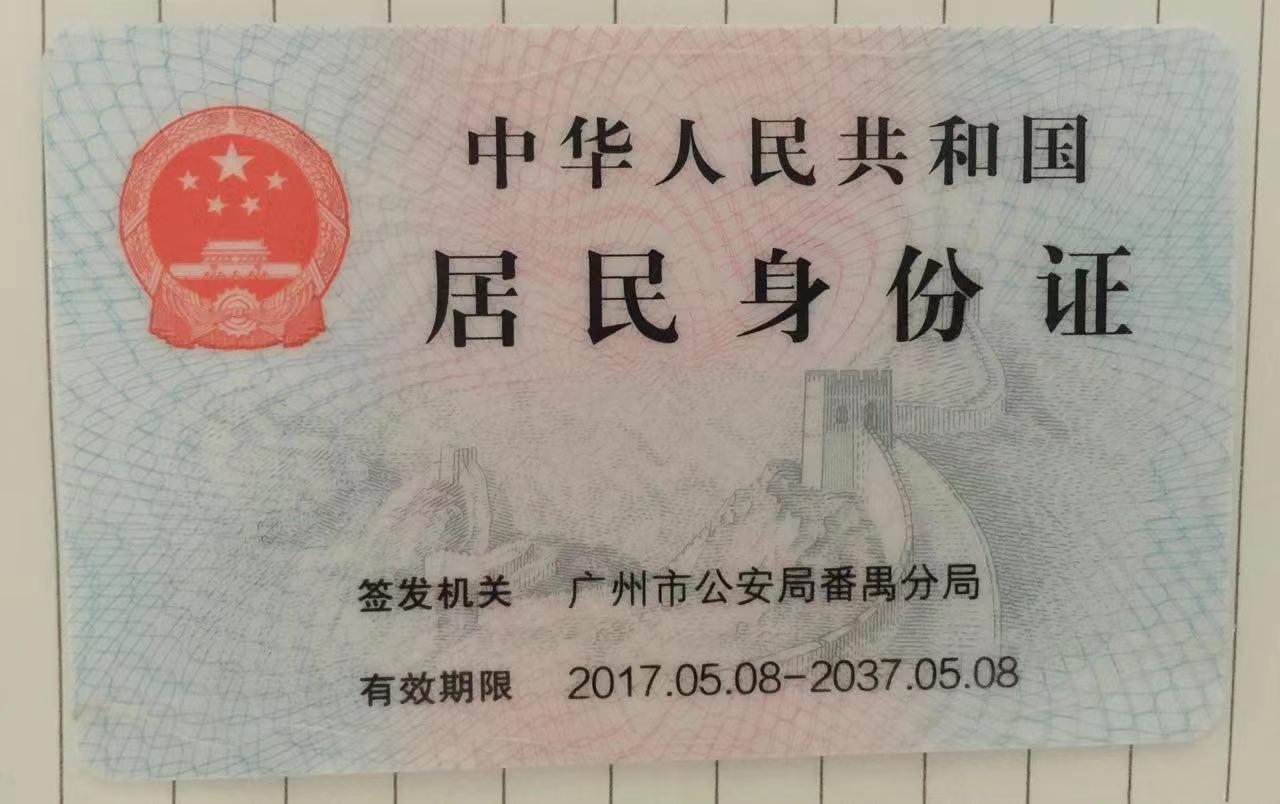 中华人民共和国
居民身份证
签发机关 广州市公安局番禺分局
有效期限 2017.05.08-2037.05.08